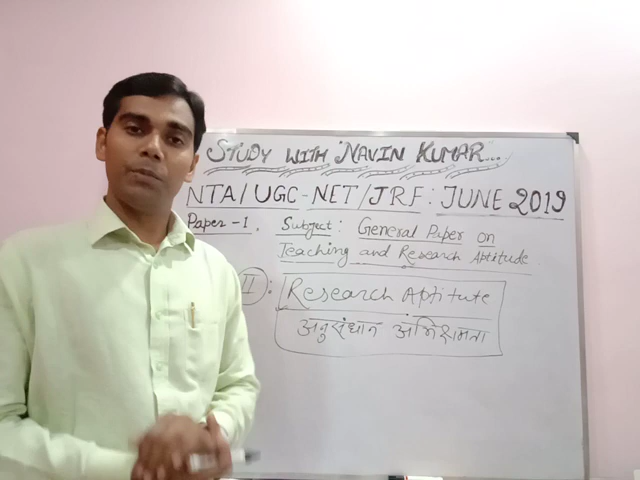 STUDY WITH NAVIN KUMAR...
NTA/UGC-NET/JRF: JUNE 2019
Paper-1. Subject: General Paper on
Teaching and Research Aptitude
II: Research Aptitute
अनुसंधान अभिक्षमता